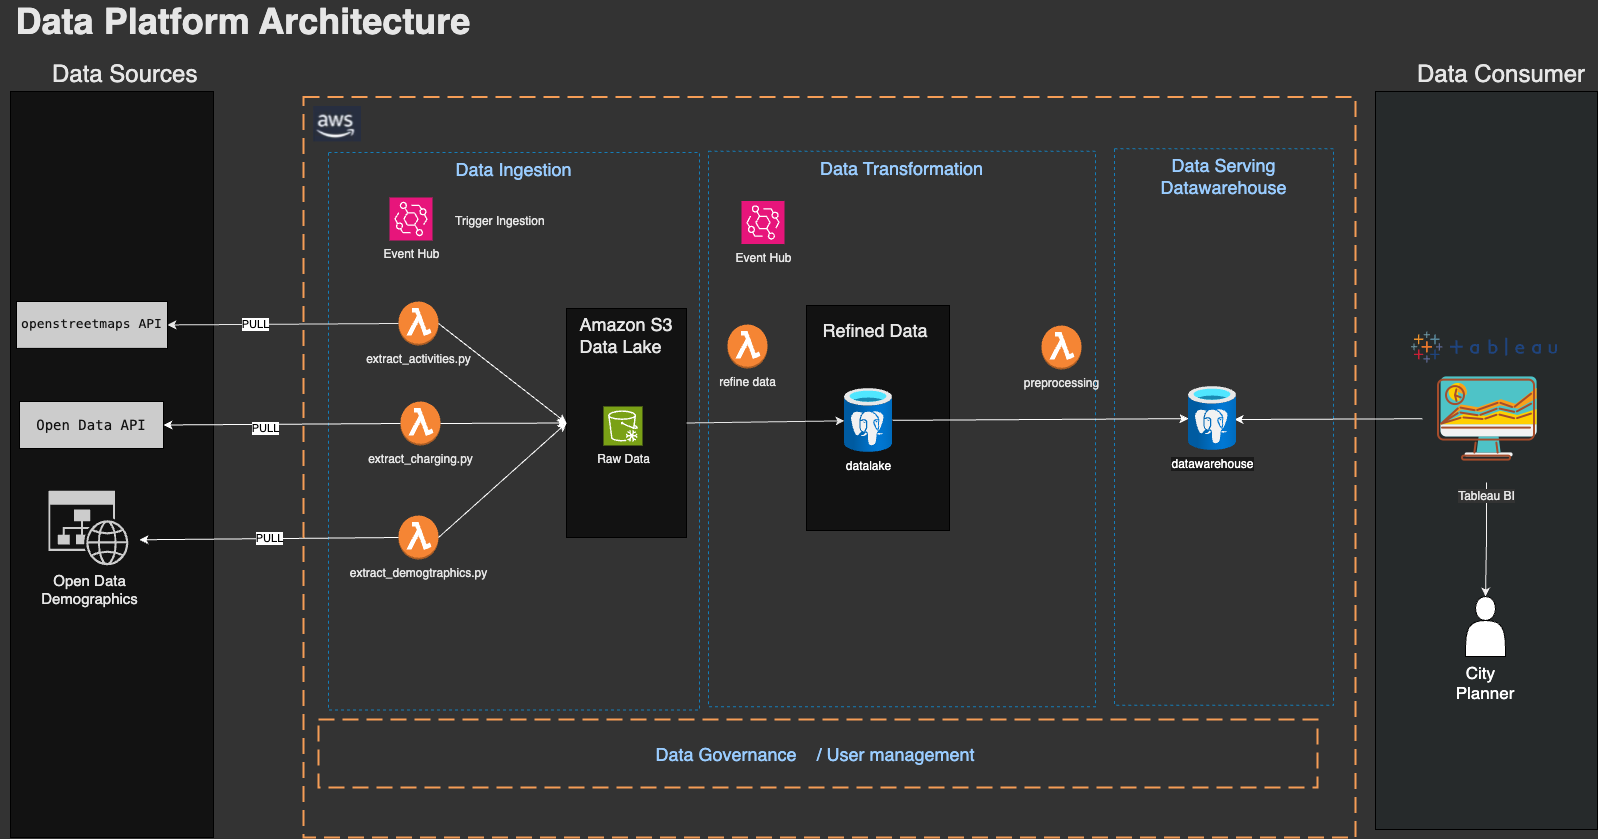 Data Platform Architecture
Data Sources
Data Consumer
aws
Data Ingestion
Data Transformation
Data Serving
Datawarehouse
Trigger Ingestion
Event Hub
Event Hub
openstreetmaps API
PULL
extract_activities.py
Amazon S3
Data Lake
refine data
Refined Data
preprocessing
+ableau
Open Data API
PULL
extract_charging.py
Raw Data
datalake
datawarehouse
Tableau BI
PULL
extract_demogtraphics.py
Open Data
Demographics
City
Planner
Data Governance / User management